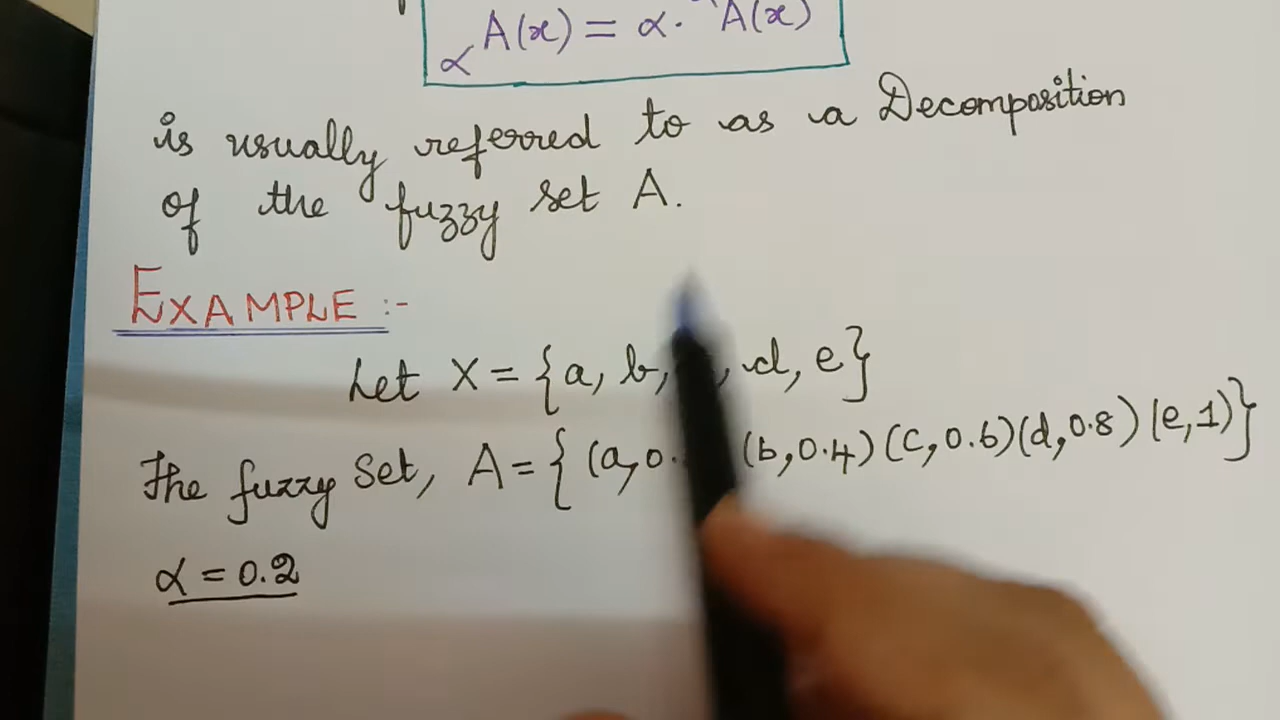 αA(x) = α. A(x)
is usually referred to as a Decomposition
of the fuzzy set A.
EXAMPLE :-
Let X = {a, b, , d, e}
The fuzzy set, A = { (a,0. (b,0.4) (c,0.6)(d,0.8) (e,1)}
α = 0.2